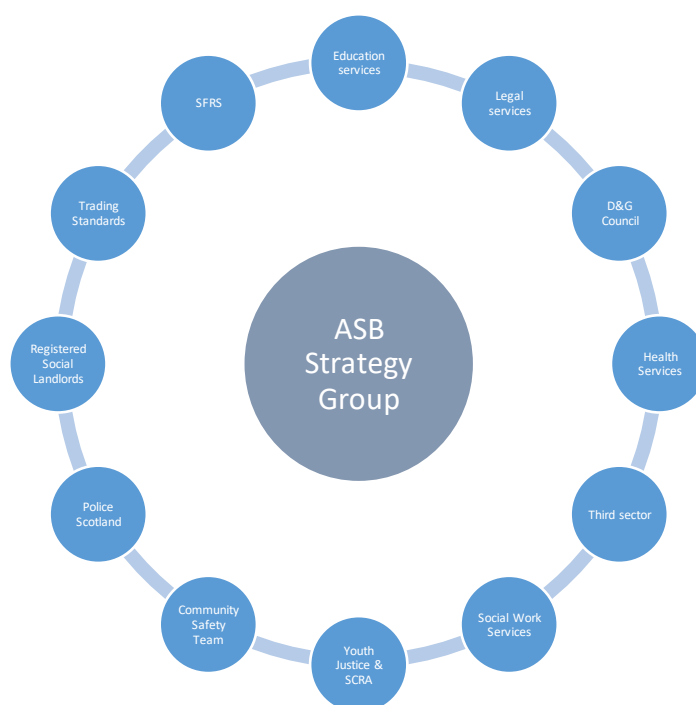 Education
services
Legal
services
D&G
Council
Health
Services
Third sector
Social Work
Services
Youth
Justice &
SCRA
Community
Safety
Team
Police
Scotland
Registered
Social
Landlords
Trading
Standards
SFRS
ASB
Strategy
Group